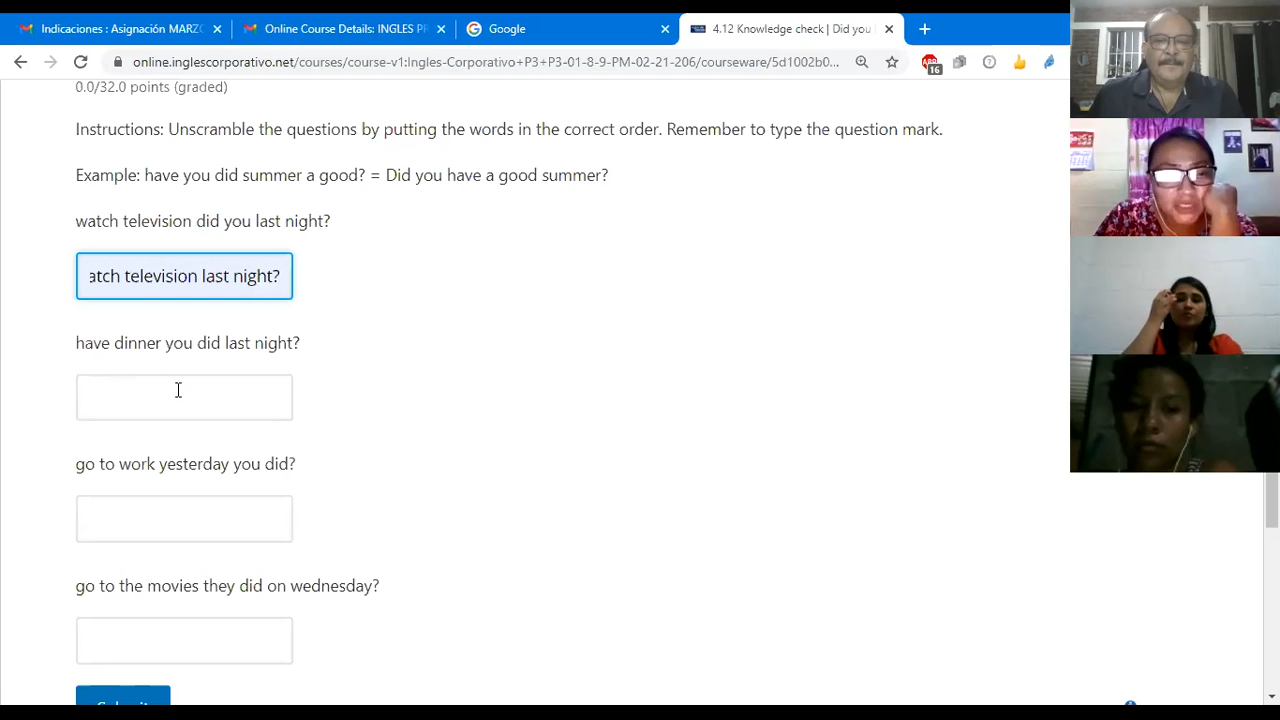 Indicaciones : Asignación MARZO
Online Course Details: INGLES PR
Google
4.12 Knowledge check | Did you
online.inglescorporativo.net/courses/course-v1:Ingles-Corporativo+P3+P3-01-8-9-PM-02-21-206/courseware/5d1002b0...
16
0.0/32.0 points (graded)
Instructions: Unscramble the questions by putting the words in the correct order. Remember to type the question mark.
Example: have you did summer a good? = Did you have a good summer?
watch television did you last night?
atch television last night?
have dinner you did last night?
go to work yesterday you did?
go to the movies they did on wednesday?
Submit